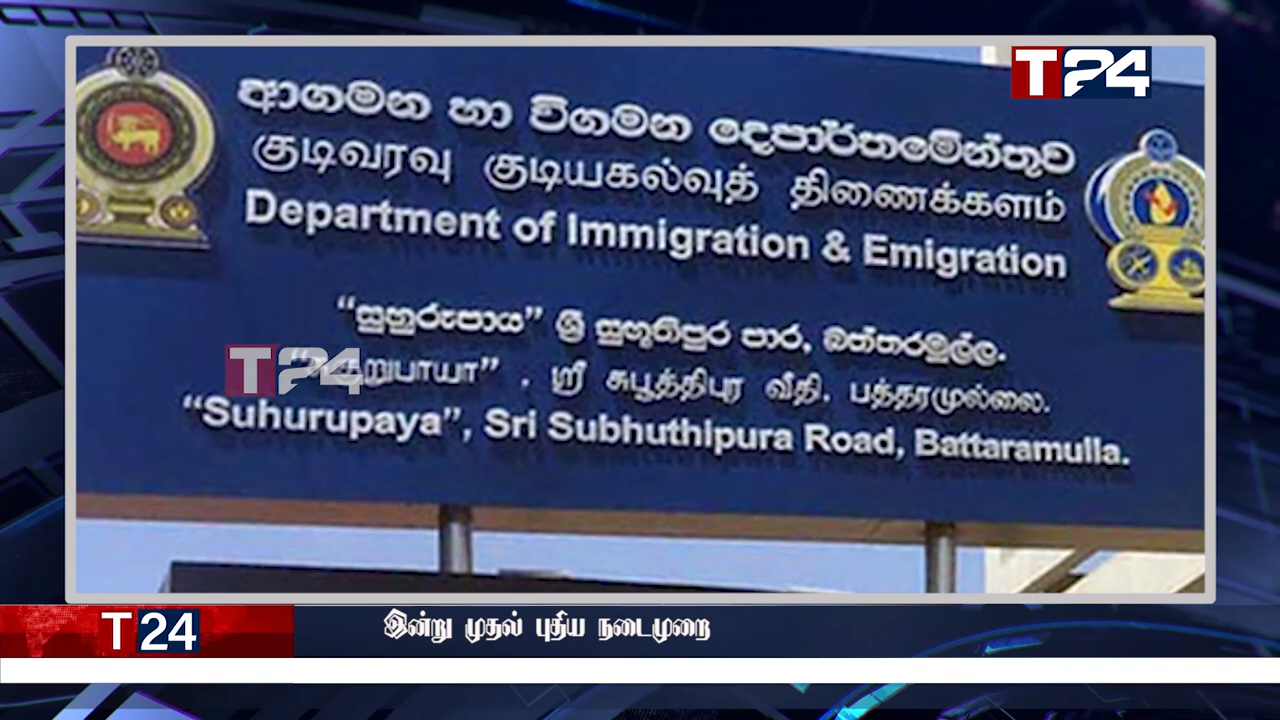 T24
ආගමන හා විගමන දෙපාර්තමේන්තුව
குடிவரவு குடியகல்வுத் திணைக்களம்
Department of Immigration & Emigration
“සුහුරුපාය” ශ්‍රී සුභූතිපුර පාර, බත්තරමුල්ල.
T24
றுபாயா” , ஸ்ரீ சுபூத்திபுர வீதி, பத்தரமுல்லை.
“Suhurupaya”, Sri Subhuthipura Road, Battaramulla.
T24
இன்று முதல் புதிய நடைமுறை